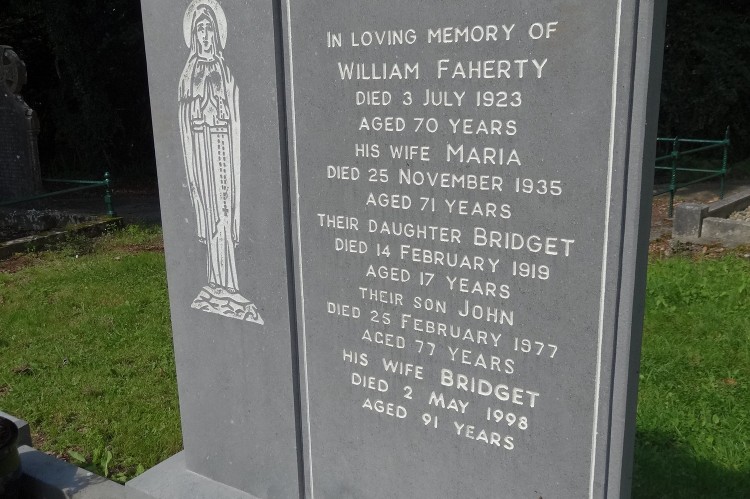 IN LOVING MEMORY OF
WILLIAM FAHERTY
DIED 3 JULY 1923
AGED 70 YEARS
HIS WIFE MARIA
DIED 25 NOVEMBER 1935
AGED 71 YEARS
THEIR DAUGHTER BRIDGET
DIED 14 FEBRUARY 1919
AGED 17 YEARS
THEIR SON JOHN
DIED 25 FEBRUARY 1977
AGED 77 YEARS
HIS WIFE BRIDGET
DIED 2 MAY 1998
AGED 91 YEARS